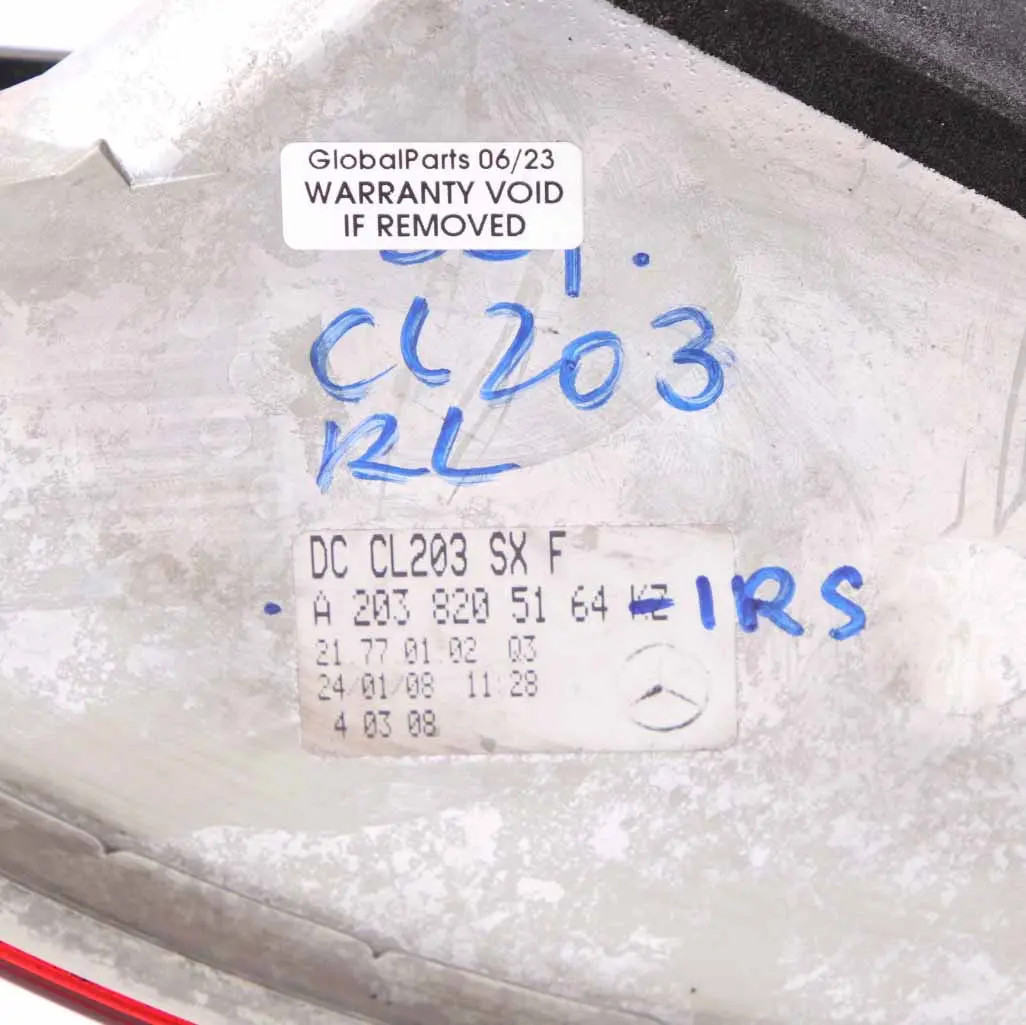 GlobalParts 06/23
WARRANTY VOID
IF REMOVED
CL203
RL
DC CL203 SX F
A 203 820 51 64 KZ -IRS
21.77 01.02 Q3
24/01/08 11:28
4 03 08